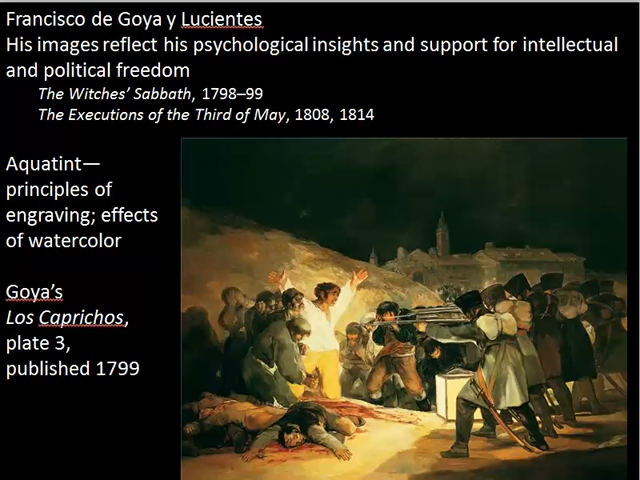 Francisco de Goya y Lucientes
His images reflect his psychological insights and support for intellectual
and political freedom
The Witches’ Sabbath, 1798–99
The Executions of the Third of May, 1808, 1814
Aquatint—
principles of
engraving; effects
of watercolor
Goya’s
Los Caprichos,
plate 3,
published 1799